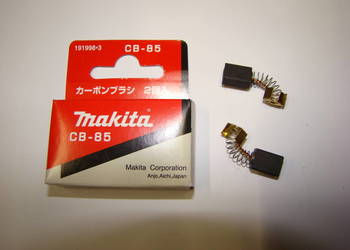 191998-3
CB-85
カーボンブラシ 2個入
makita
CB-85
Makita Corporation
Anjo,Aichi,Japan